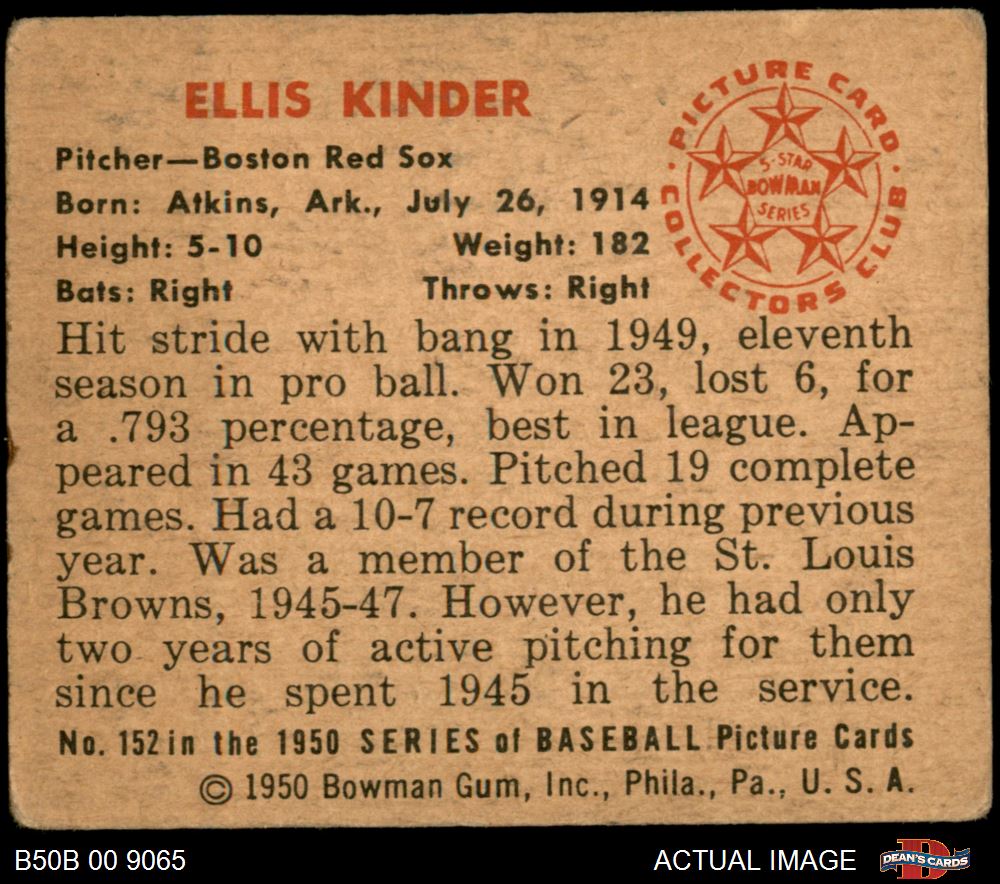 ELLIS KINDER
Pitcher—Boston Red Sox
Born: Atkins, Ark., July 26, 1914
Height: 5-10 Weight: 182
Bats: Right Throws: Right
PICTURE CARD COLLECTORS CLUB
5-STAR
BOWMAN
SERIES
Hit stride with bang in 1949, eleventh
season in pro ball. Won 23, lost 6, for
a .793 percentage, best in league. Ap-
peared in 43 games. Pitched 19 complete
games. Had a 10-7 record during previous
year. Was a member of the St. Louis
Browns, 1945-47. However, he had only
two years of active pitching for them
since he spent 1945 in the service.
No. 152 in the 1950 SERIES of BASEBALL Picture Cards
© 1950 Bowman Gum, Inc., Phila., Pa., U. S. A.
B50B 00 9065 ACTUAL IMAGE DEAN'S CARDS